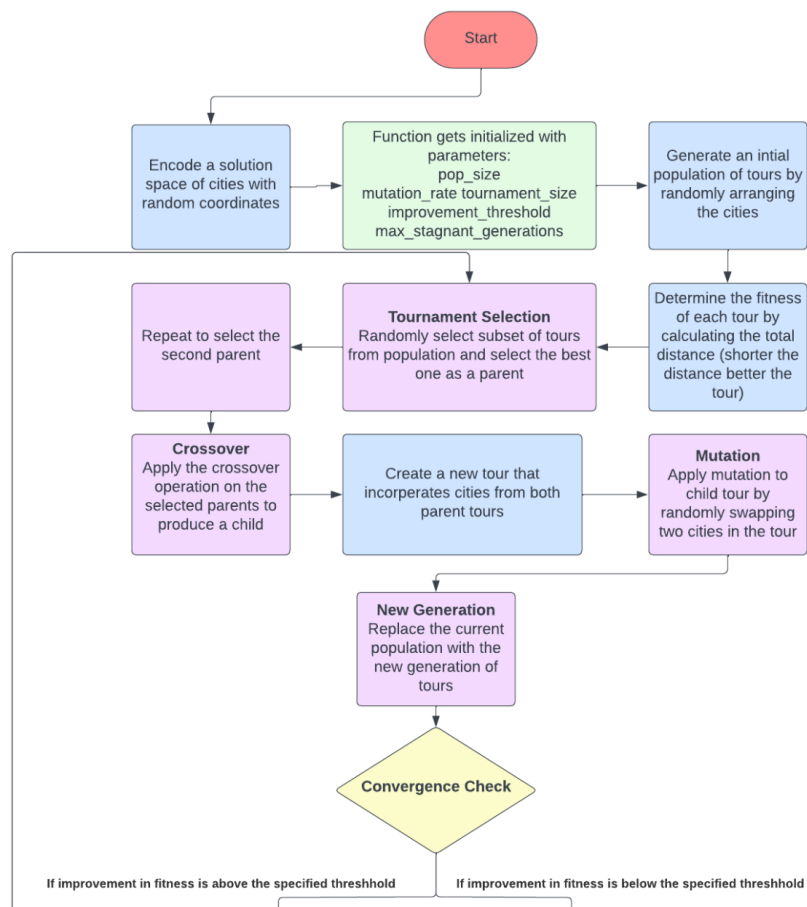 Start
Encode a solution
space of cities with
random coordinates
Function gets initialized with
parameters:
pop_size
mutation_rate tournament_size
improvement_threshold
max_stagnant_generations
Generate an intial
population of tours by
randomly arranging
the cities
Repeat to select the
second parent
Tournament Selection
Randomly select subset of tours
from population and select the best
one as a parent
Determine the fitness
of each tour by
calculating the total
distance (shorter the
distance better the
tour)
Crossover
Apply the crossover
operation on the
selected parents to
produce a child
Create a new tour that
incorperates cities from both
parent tours
Mutation
Apply mutation to
child tour by
randomly swapping
two cities in the tour
New Generation
Replace the current
population with the
new generation of
tours
Convergence Check
If improvement in fitness is above the specified threshhold
If improvement in fitness is below the specified threshhold